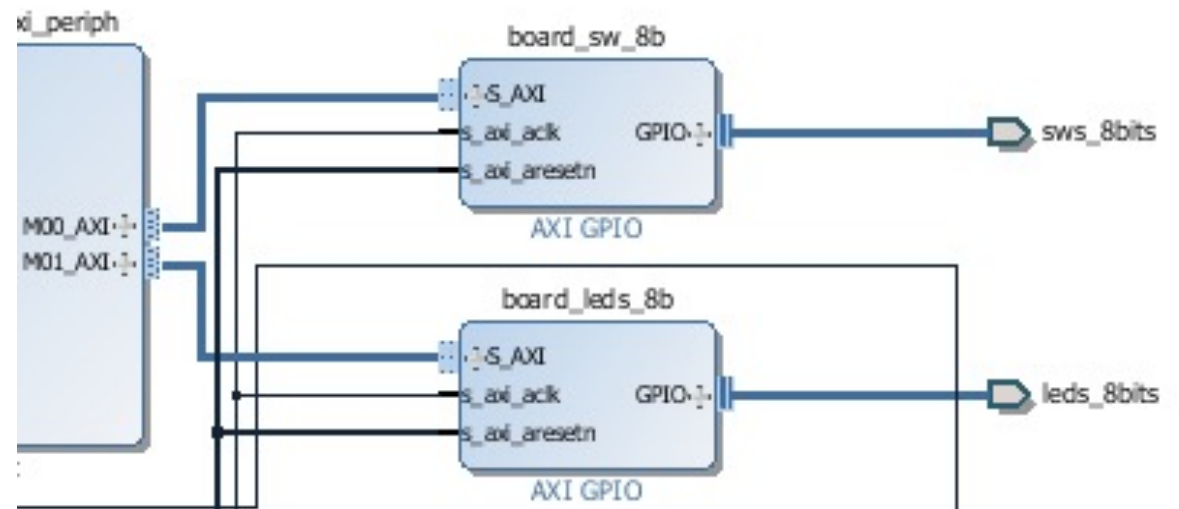 xi_periph
M00_AXI
M01_AXI
board_sw_8b
S_AXI
s_axi_aclk
s_axi_aresetn
GPIO
AXI GPIO
sws_8bits
board_leds_8b
S_AXI
s_axi_aclk
s_axi_aresetn
GPIO
AXI GPIO
leds_8bits